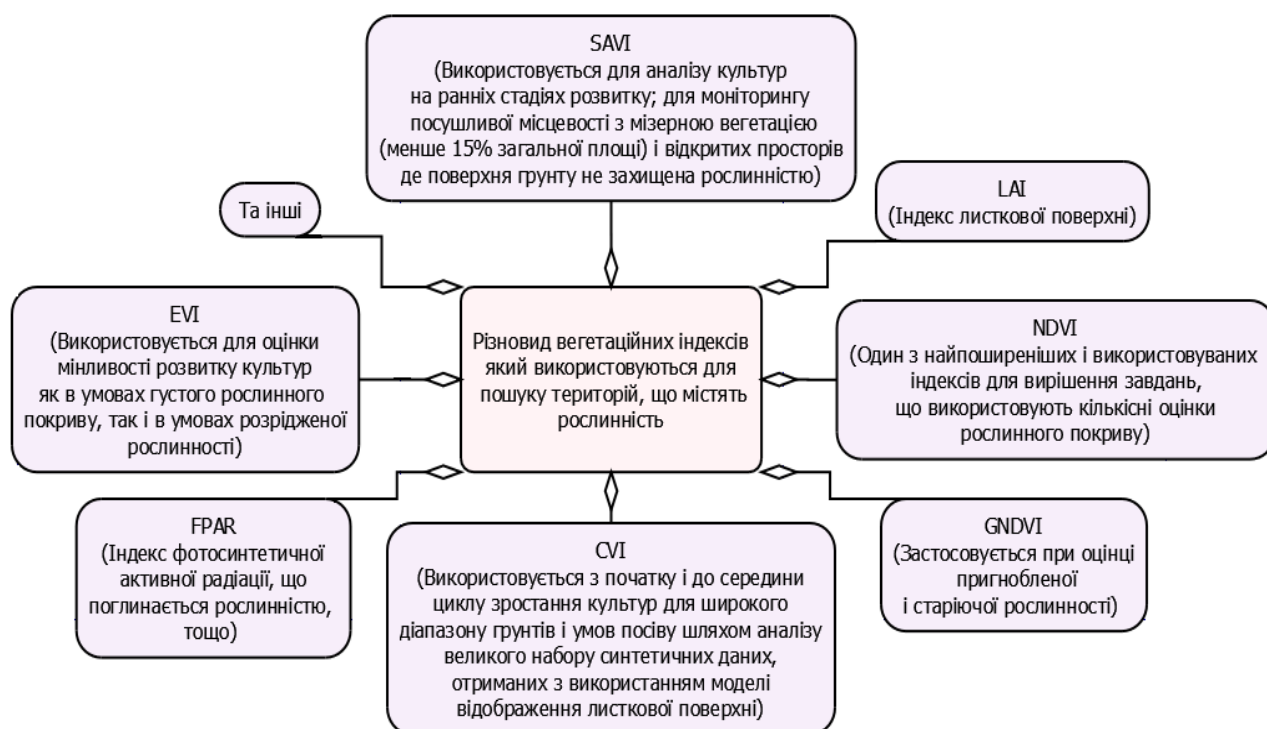 SAVI
(Використовується для аналізу культур
на ранніх стадіях розвитку; для моніторингу
посушливої місцевості з мізерною вегетацією
(менше 15% загальної площі) і відкритих просторів
де поверхня грунту не захищена рослинністю)
Та інші
LAI
(Індекс листкової поверхні)
EVI
(Використовується для оцінки
мінливості розвитку культур
як в умовах густого рослинного
покриву, так і в умовах розрідженої
рослинності)
Різновид вегетаційних індексів
який використовуються для
пошуку територій, що містять
рослинність
NDVI
(Один з найпоширеніших і використовуваних
індексів для вирішення завдань,
що використовують кількісні оцінки
рослинного покриву)
FPAR
(Індекс фотосинтетичної
активної радіації, що
поглинається рослинністю,
тощо)
CVI
(Використовується з початку і до середини
циклу зростання культур для широкого
діапазону грунтів і умов посіву шляхом аналізу
великого набору синтетичних даних,
отриманих з використанням моделі
відображення листкової поверхні)
GNDVI
(Застосовується при оцінці
пригнобленої
і старіючої рослинності)